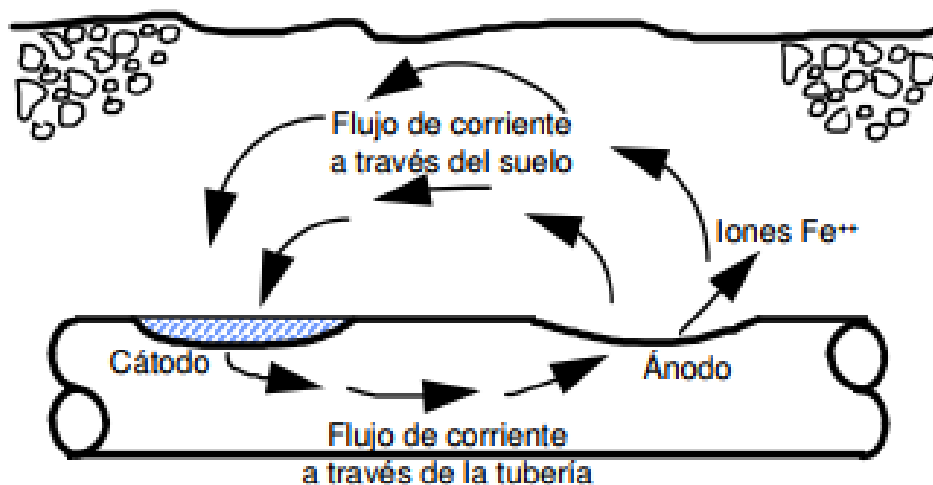 Flujo de corriente
a través del suelo
Iones Fe⁺⁺
Cátodo
Ánodo
Flujo de corriente
a través de la tubería